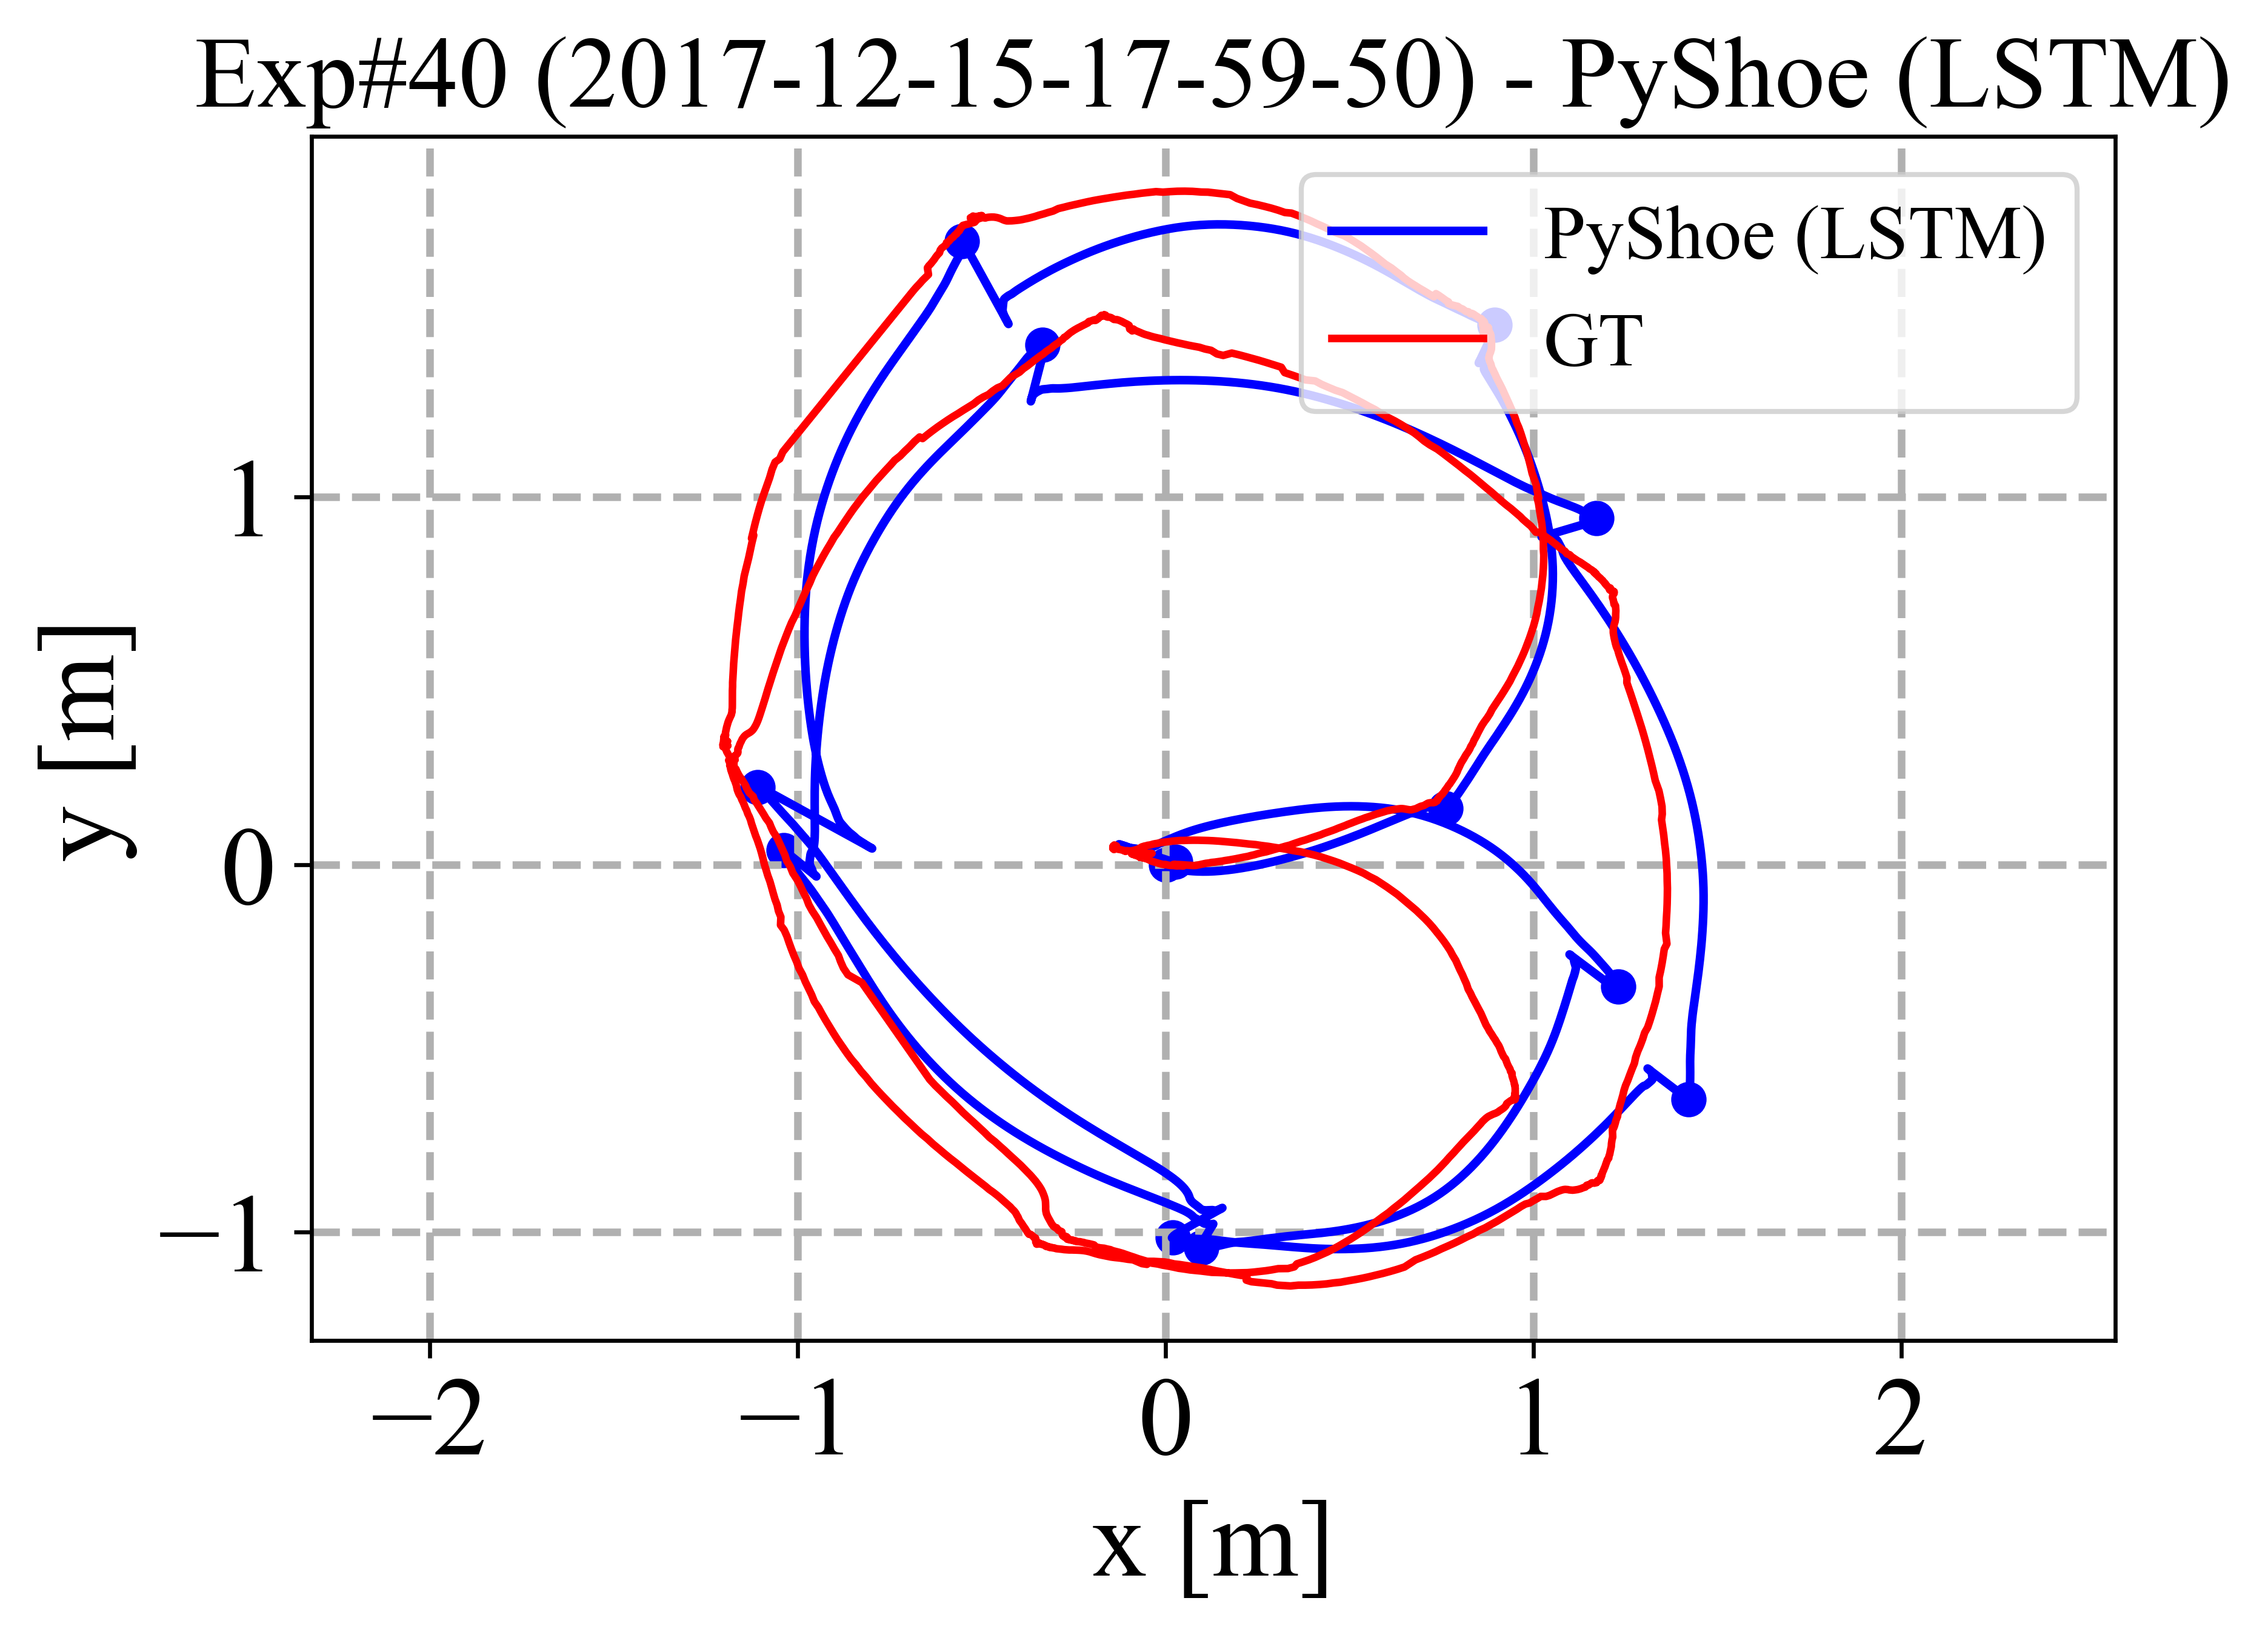 Exp#40 (2017-12-15-17-59-50) - PyShoe (LSTM)
PyShoe (LSTM)
GT
y [m]
1
0
−1
−2
−1
0
1
2
x [m]